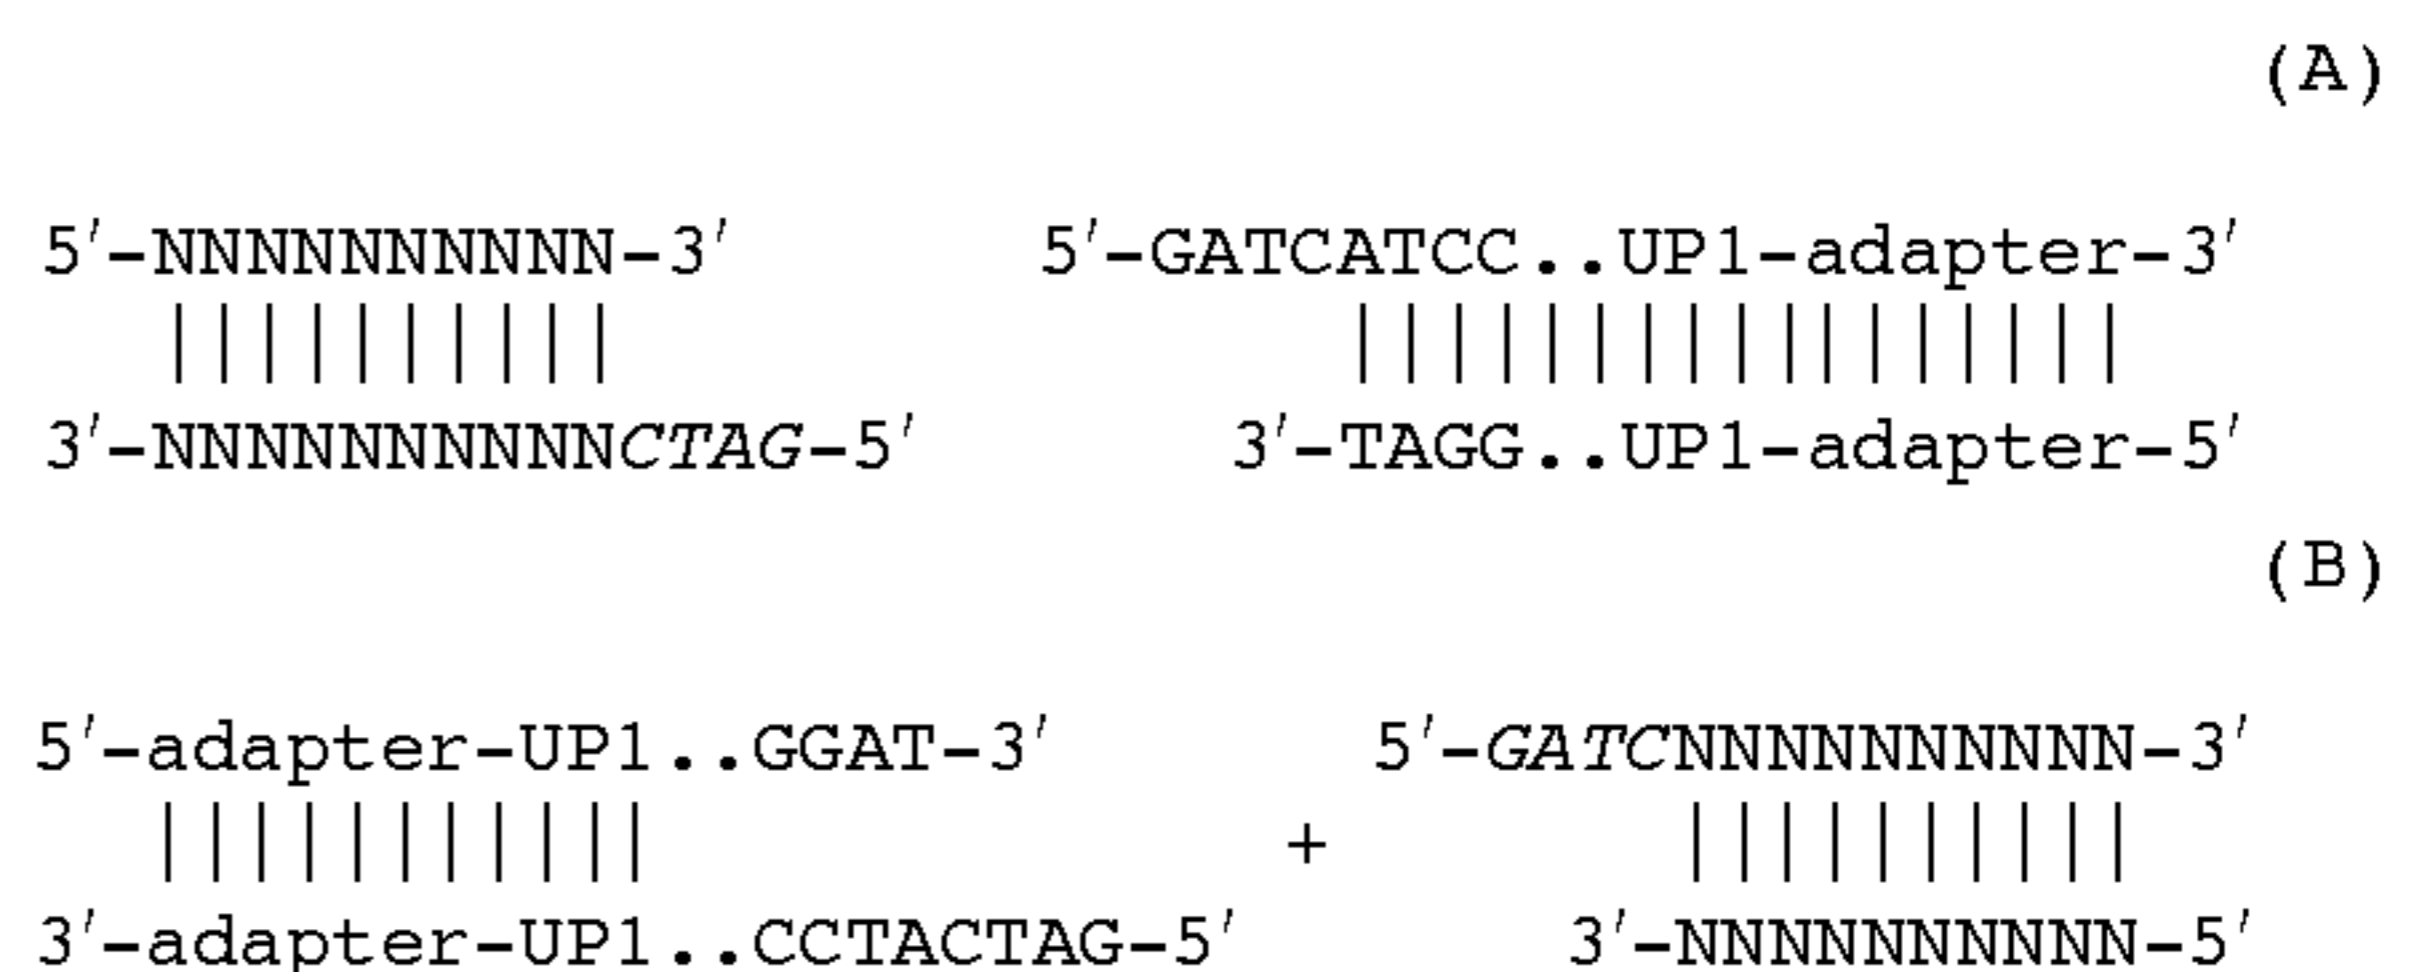 (A)
5′-NNNNNNNNNN-3′ 5′-GATCATCC..UP1-adapter-3′
|||||||||| |||||||||||||||||
3′-NNNNNNNNNNCTAG-5′ 3′-TAGG..UP1-adapter-5′
(B)
5′-adapter-UP1..GGAT-3′ 5′-GATCNNNNNNNNNN-3′
||||||||||| + ||||||||||
3′-adapter-UP1..CCTACTAG-5′ 3′-NNNNNNNNNN-5′